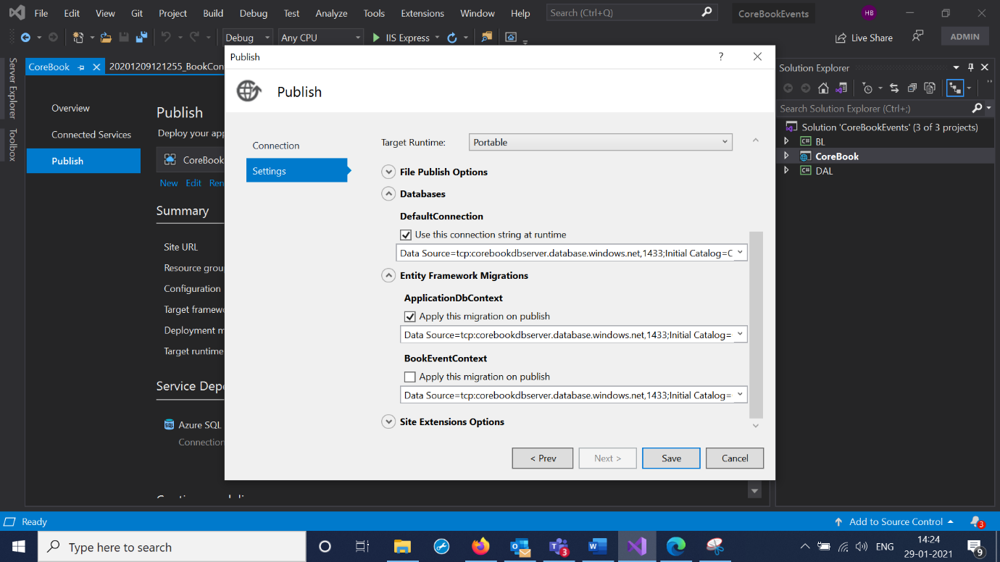 File Edit View Git Project Build Debug Test Analyze Tools Extensions Window Help Search (Ctrl+Q) CoreBookEvents HB
Debug Any CPU IIS Express Live Share ADMIN
Server Explorer
Toolbox
CoreBook 20201209121255_BookCon
Overview
Connected Services
Publish
Publish
Deploy your app
CoreBook
New Edit Ren
Summary
Site URL
Resource grou
Configuration
Target framewo
Deployment m
Target runtime
Service Depe
Azure SQL
Connection
Publish ?
Publish
Connection
Settings
Target Runtime: Portable
File Publish Options
Databases
DefaultConnection
Use this connection string at runtime
Data Source=tcp:corebookdbserver.database.windows.net,1433;Initial Catalog=C
Entity Framework Migrations
ApplicationDbContext
Apply this migration on publish
Data Source=tcp:corebookdbserver.database.windows.net,1433;Initial Catalog=
BookEventContext
Apply this migration on publish
Data Source=tcp:corebookdbserver.database.windows.net,1433;Initial Catalog=
Site Extensions Options
< Prev Next > Save Cancel
Solution Explorer
Search Solution Explorer (Ctrl+;)
Solution 'CoreBookEvents' (3 of 3 projects)
C# BL
CoreBook
C# DAL
Ready Add to Source Control 3
Type here to search 3 ENG 14:24
29-01-2021 9